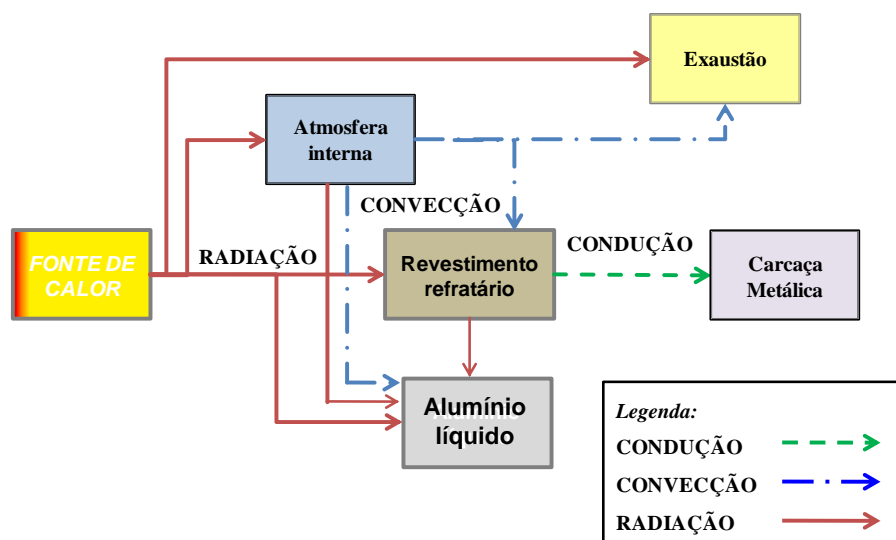 Exaustão
Atmosfera
interna
CONVECÇÃO
FONTE DE
CALOR
RADIAÇÃO
Revestimento
refratário
CONDUÇÃO
Carcaça
Metálica
Alumínio
líquido
Legenda:
CONDUÇÃO
CONVECÇÃO
RADIAÇÃO